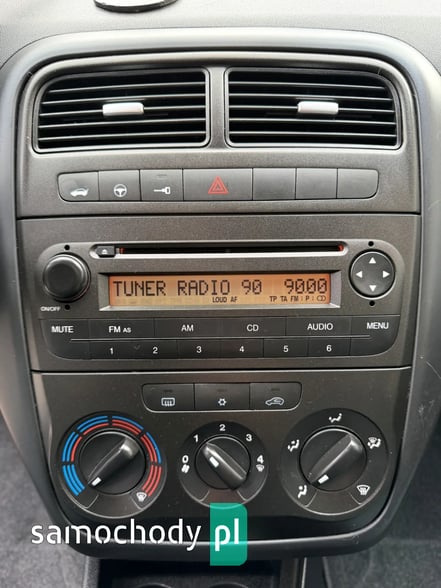 TUNER RADIO 90 9000
LOUD AF TP TA FM P
ON/OFF
MUTE FM AS AM CD AUDIO MENU
1 2 3 4 5 6
0 1 2 3 4
samochody pl